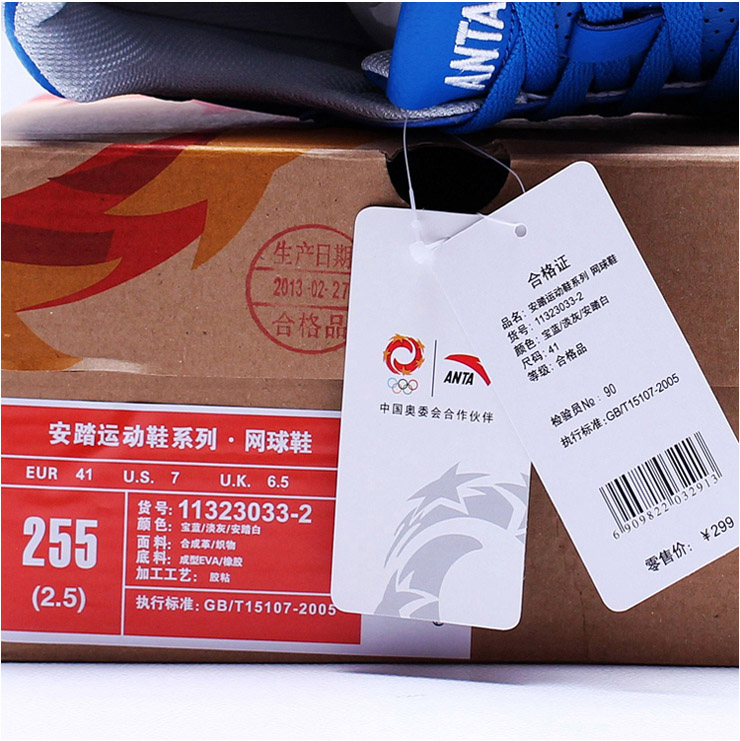 ANTA
生产日期
2013-02-27
合格品
ANTA
中国奥委会合作伙伴
合格证
品名: 安踏运动鞋系列 网球鞋
货号: 11323033-2
颜色: 宝蓝/淡灰/安踏白
尺码: 41
等级: 合格品
检验员№: 90
执行标准: GB/T15107-2005
6909822032913
零售价: ¥299
安踏运动鞋系列·网球鞋
EUR 41 U.S. 7 U.K. 6.5
255
(2.5)
货号: 11323033-2
颜色: 宝蓝/淡灰/安踏白
面料: 合成革/织物
底料: 成型EVA/橡胶
加工工艺: 胶粘
执行标准: GB/T15107-2005